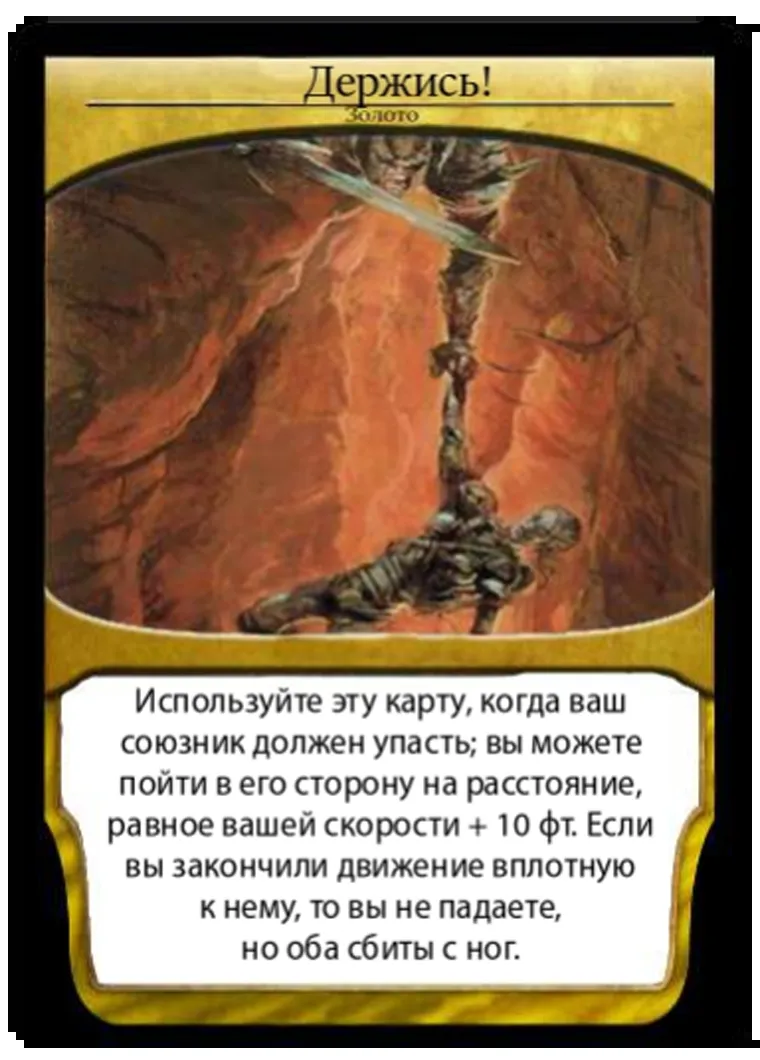 Держись!
Золото
Используйте эту карту, когда ваш
союзник должен упасть; вы можете
пойти в его сторону на расстояние,
равное вашей скорости + 10 фт. Если
вы закончили движение вплотную
к нему, то вы не падаете,
но оба сбиты с ног.